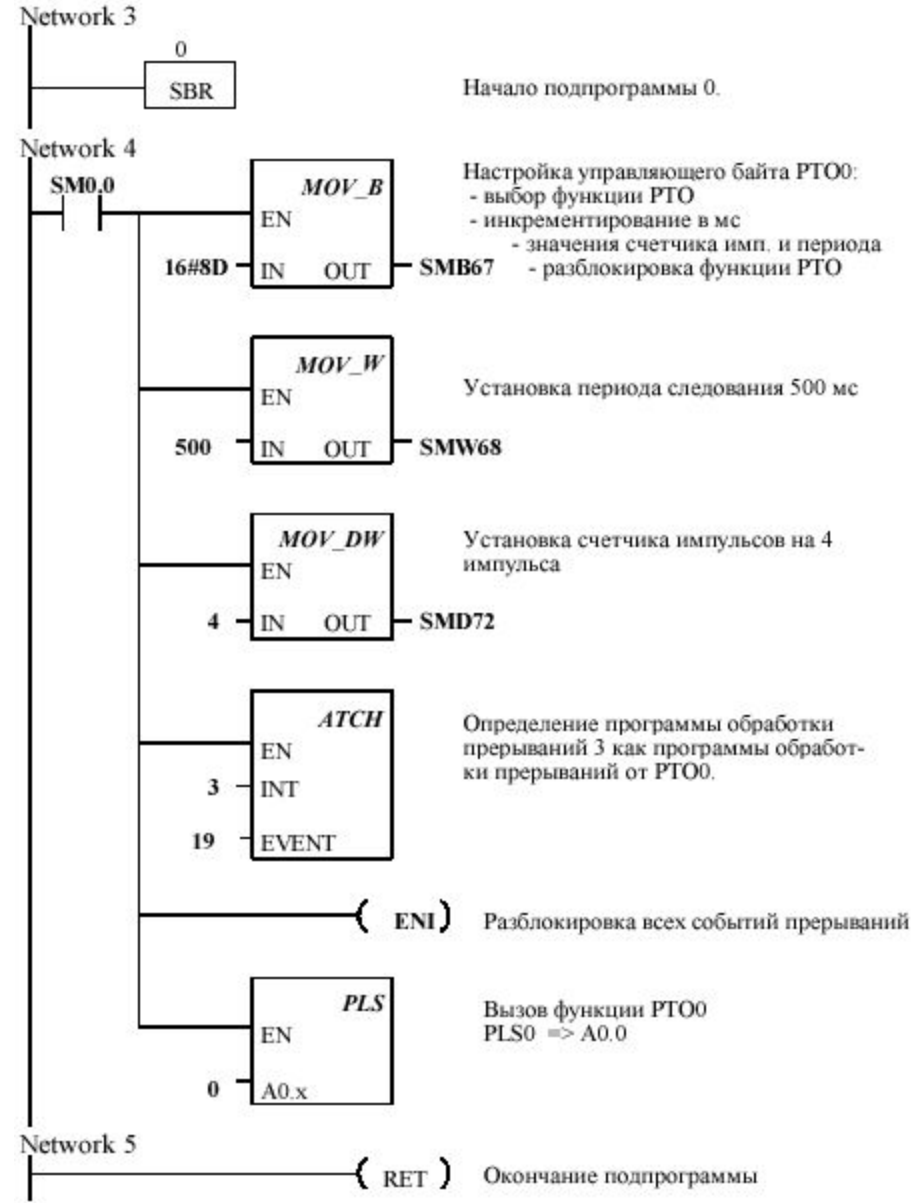 Network 3
0
SBR
Начало подпрограммы 0.
Network 4
SM0.0
MOV_B
EN
16#8D
IN OUT
SMB67
Настройка управляющего байта PTO0:
- выбор функции PTO
- инкрементирование в мс
- значения счетчика имп. и периода
- разблокировка функции PTO
MOV_W
EN
500
IN OUT
SMW68
Установка периода следования 500 мс
MOV_DW
EN
4
IN OUT
SMD72
Установка счетчика импульсов на 4
импульса
ATCH
EN
3
INT
19
EVENT
Определение программы обработки
прерываний 3 как программы обработ-
ки прерываний от PTO0.
( ENI )
Разблокировка всех событий прерываний
PLS
EN
0
A0.x
Вызов функции PTO0
PLS0 => A0.0
Network 5
( RET )
Окончание подпрограммы